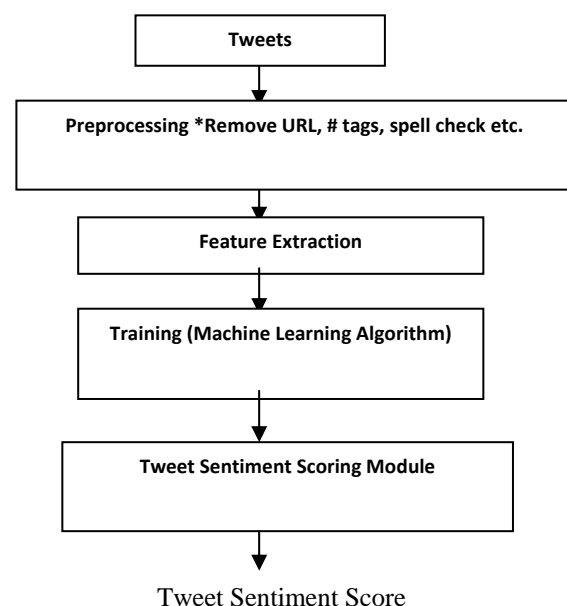 Tweets
Preprocessing *Remove URL, # tags, spell check etc.
Feature Extraction
Training (Machine Learning Algorithm)
Tweet Sentiment Scoring Module
Tweet Sentiment Score